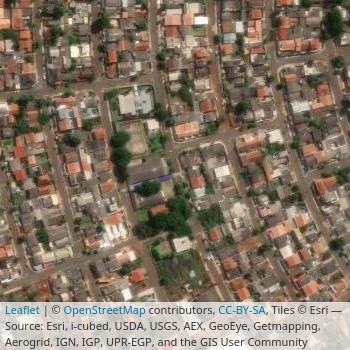 Leaflet | © OpenStreetMap contributors, CC-BY-SA, Tiles © Esri —
Source: Esri, i-cubed, USDA, USGS, AEX, GeoEye, Getmapping,
Aerogrid, IGN, IGP, UPR-EGP, and the GIS User Community